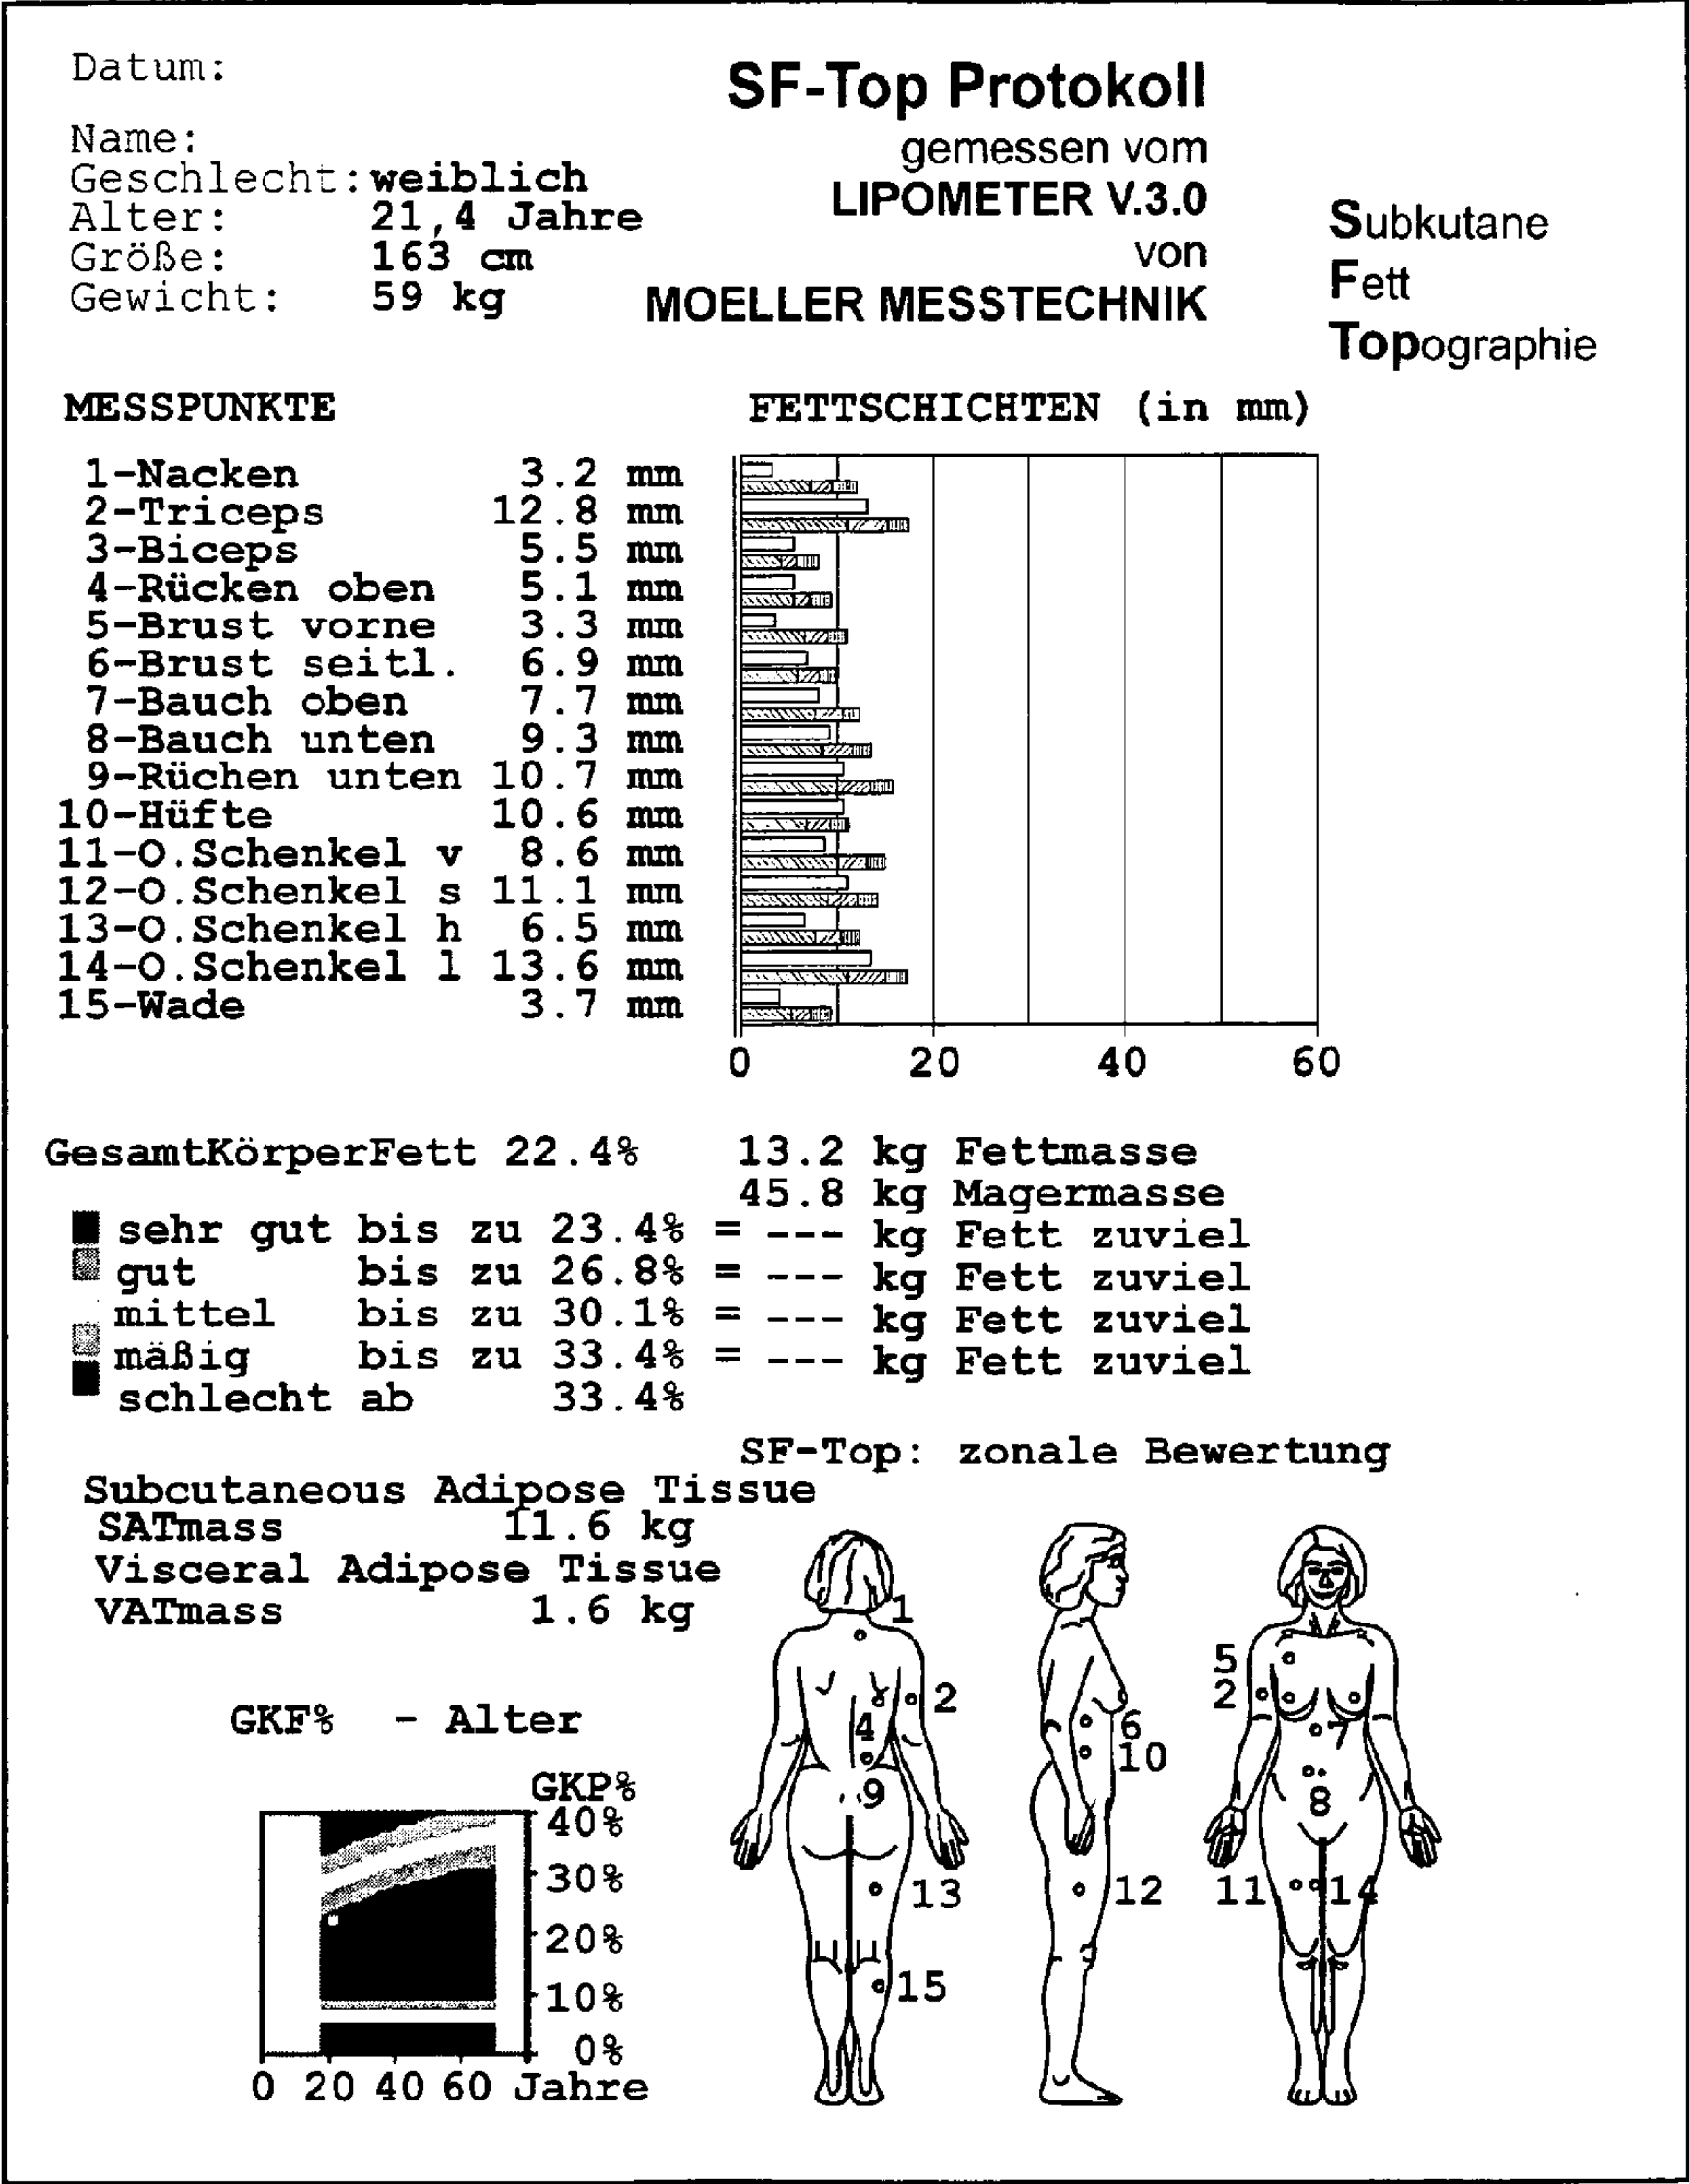 Datum:
Name:
Geschlecht: weiblich
Alter: 21,4 Jahre
Größe: 163 cm
Gewicht: 59 kg
SF-Top Protokoll
gemessen vom
LIPOMETER V.3.0
von
MOELLER MESSTECHNIK
Subkutane
Fett
Topographie
MESSPUNKTE
1-Nacken 3.2 mm
2-Triceps 12.8 mm
3-Biceps 5.5 mm
4-Rücken oben 5.1 mm
5-Brust vorne 3.3 mm
6-Brust seitl. 6.9 mm
7-Bauch oben 7.7 mm
8-Bauch unten 9.3 mm
9-Rüchen unten 10.7 mm
10-Hüfte 10.6 mm
11-O.Schenkel v 8.6 mm
12-O.Schenkel s 11.1 mm
13-O.Schenkel h 6.5 mm
14-O.Schenkel l 13.6 mm
15-Wade 3.7 mm
FETTSCHICHTEN (in mm)
0 20 40 60
GesamtKörperFett 22.4% 13.2 kg Fettmasse
45.8 kg Magermasse
sehr gut bis zu 23.4% = --- kg Fett zuviel
gut bis zu 26.8% = --- kg Fett zuviel
mittel bis zu 30.1% = --- kg Fett zuviel
mäßig bis zu 33.4% = --- kg Fett zuviel
schlecht ab 33.4%
Subcutaneous Adipose Tissue
SATmass 11.6 kg
Visceral Adipose Tissue
VATmass 1.6 kg
GKF% - Alter
GKP%
40%
30%
20%
10%
0%
0 20 40 60 Jahre
SF-Top: zonale Bewertung
1
2
4
9
13
15
6
10
12
5
2
7
8
11
14